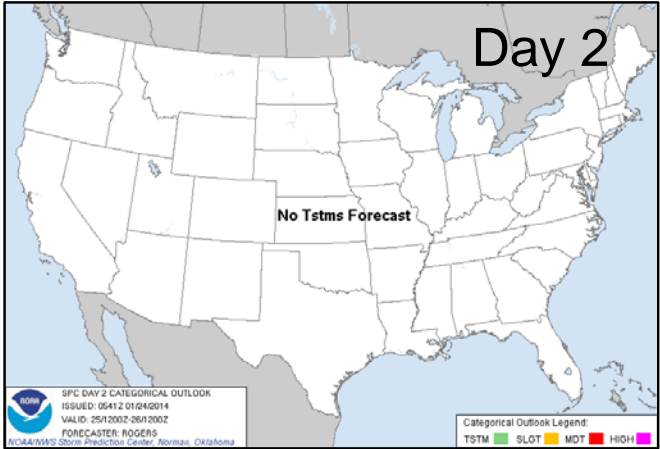 Day 2
No Tstms Forecast
NOAA
SPC DAY 2 CATEGORICAL OUTLOOK
ISSUED: 0541Z 01/24/2014
VALID: 25/1200Z-26/1200Z
FORECASTER: ROGERS
NOAA/NWS Storm Prediction Center, Norman, Oklahoma
Categorical Outlook Legend:
TSTM SLGT MDT HIGH